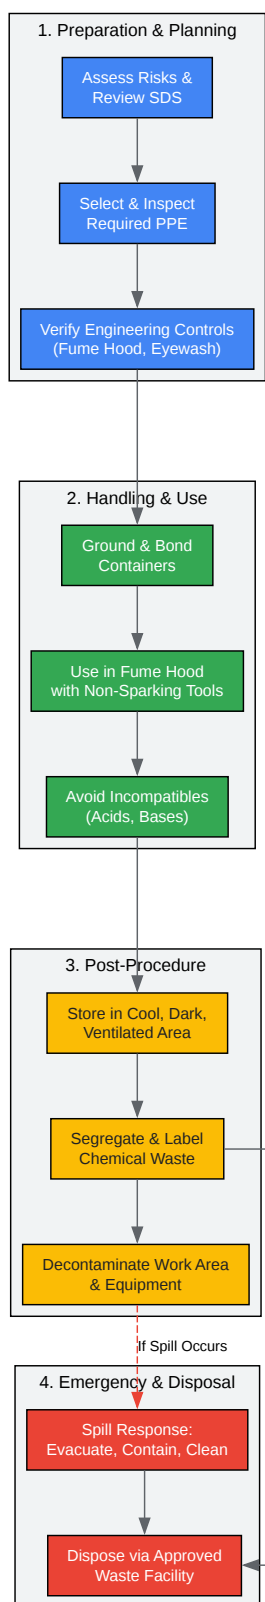 1. Preparation & Planning
Assess Risks &
Review SDS
Select & Inspect
Required PPE
Verify Engineering Controls
(Fume Hood, Eyewash)
2. Handling & Use
Ground & Bond
Containers
Use in Fume Hood
with Non-Sparking Tools
Avoid Incompatibles
(Acids, Bases)
3. Post-Procedure
Store in Cool, Dark,
Ventilated Area
Segregate & Label
Chemical Waste
Decontaminate Work Area
& Equipment
If Spill Occurs
4. Emergency & Disposal
Spill Response:
Evacuate, Contain, Clean
Dispose via Approved
Waste Facility